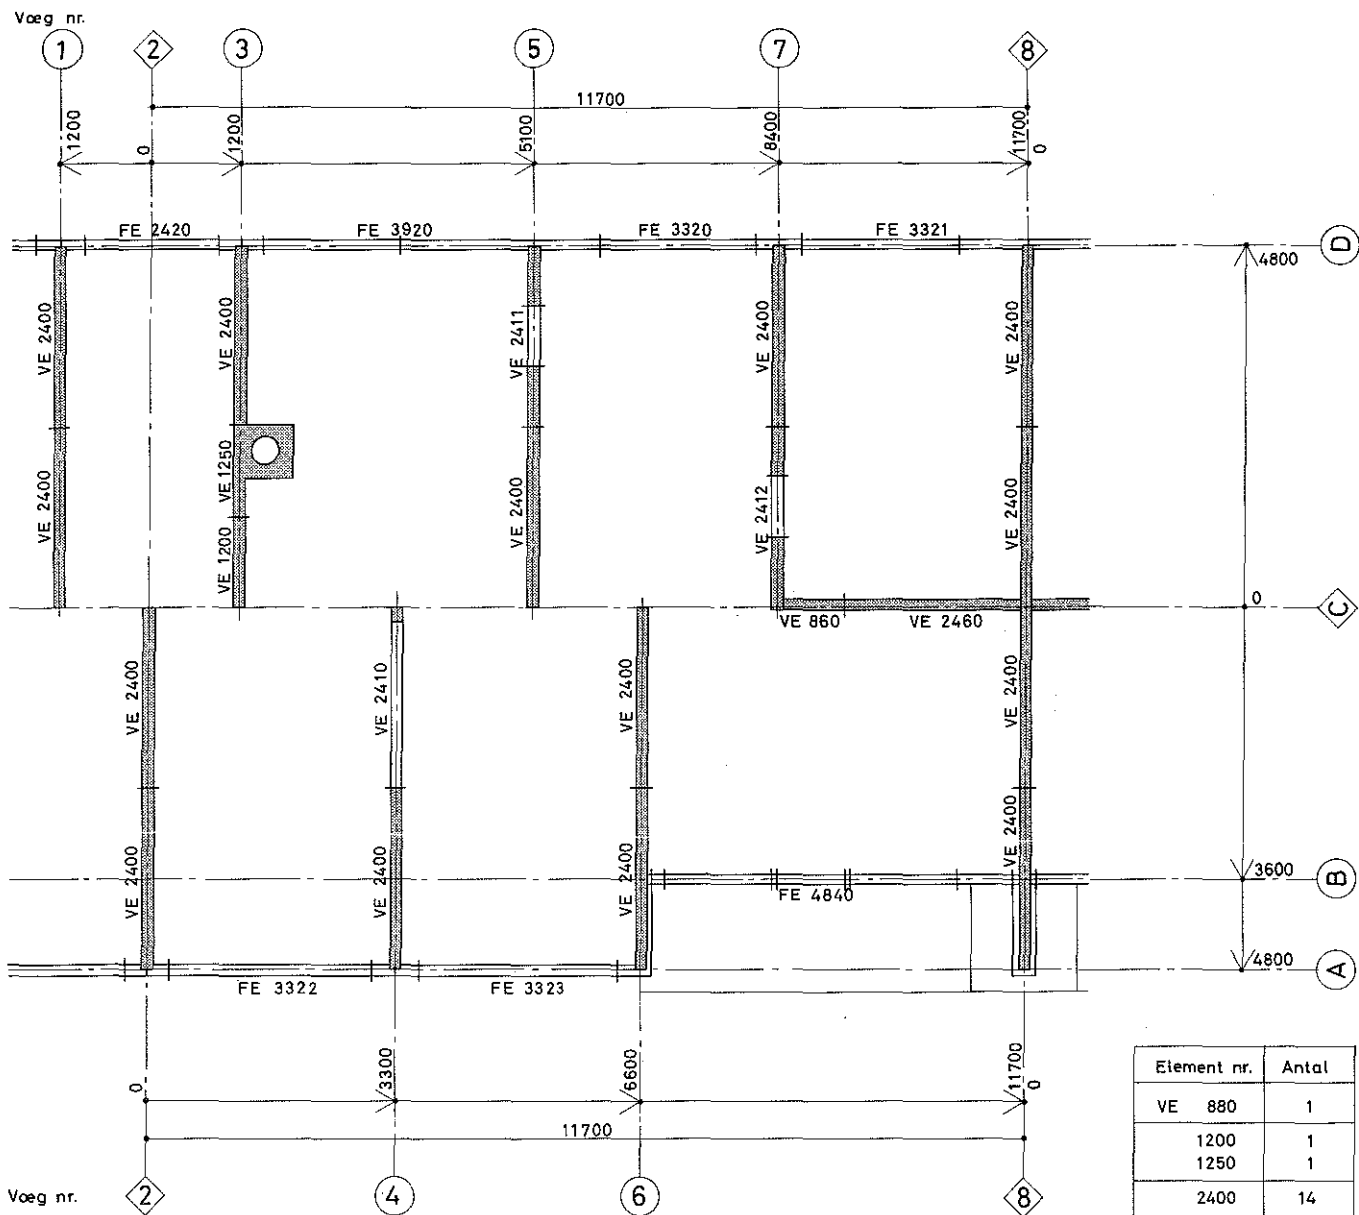 Væg nr.
1 2 3 5 7 8
11700
1200 0 1200 5100 8400 11700 0
FE 2420 FE 3920 FE 3320 FE 3321
D
4800
VE 2400 VE 2400 VE 2411 VE 2400 VE 2400
VE 2400 VE 1250 VE 2400 VE 2412 VE 2400
VE 1200
0
C
VE 860 VE 2460
VE 2400 VE 2410 VE 2400 VE 2400
VE 2400 VE 2400 VE 2400 VE 2400
3600
B
FE 4840
4800
A
FE 3322 FE 3323
0 3300 6600 11700 0
11700
Væg nr.
2 4 6 8
Element nr. Antal
VE 880 1
1200 1
1250 1
2400 14